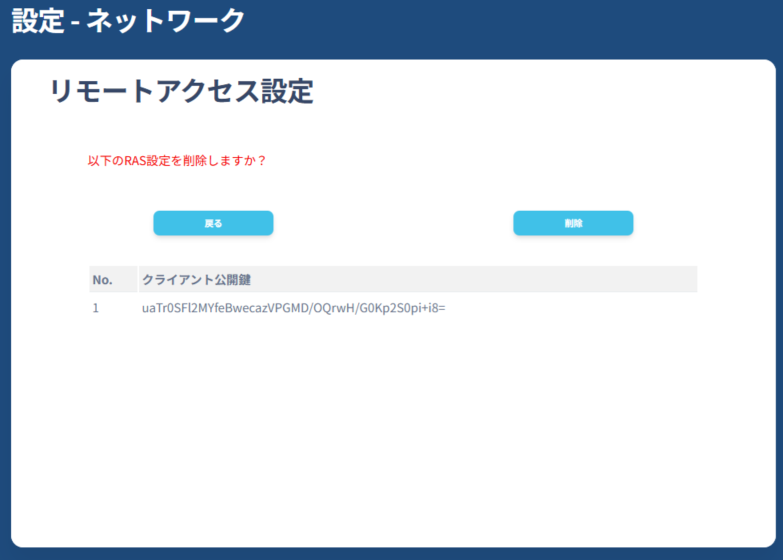 設定 - ネットワーク
リモートアクセス設定
以下のRAS設定を削除しますか？
戻る 削除
No. クライアント公開鍵
1 uaTr0SFl2MYfeBwecazVPGMD/OQrwH/G0Kp2S0pi+i8=